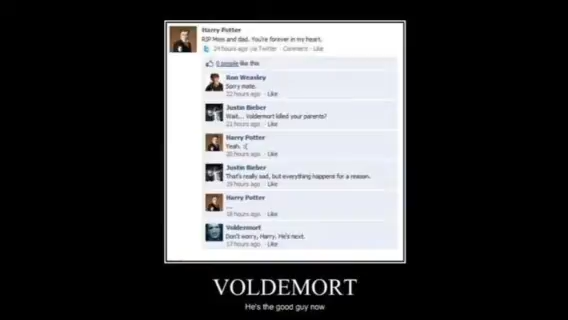 Harry Potter
RIP Mom and dad. You're forever in my heart.
24 hours ago via Twitter · Comment · Like
0 people like this
Ron Weasley
Sorry mate.
22 hours ago · Like
Justin Bieber
Wait... Voldemort killed your parents?
21 hours ago · Like
Harry Potter
Yeah. :(
20 hours ago · Like
Justin Bieber
That's really sad, but everything happens for a reason.
19 hours ago · Like
Harry Potter
...
18 hours ago · Like
Voldemort
Don't worry, Harry. He's next.
17 hours ago · Like
VOLDEMORT
He's the good guy now